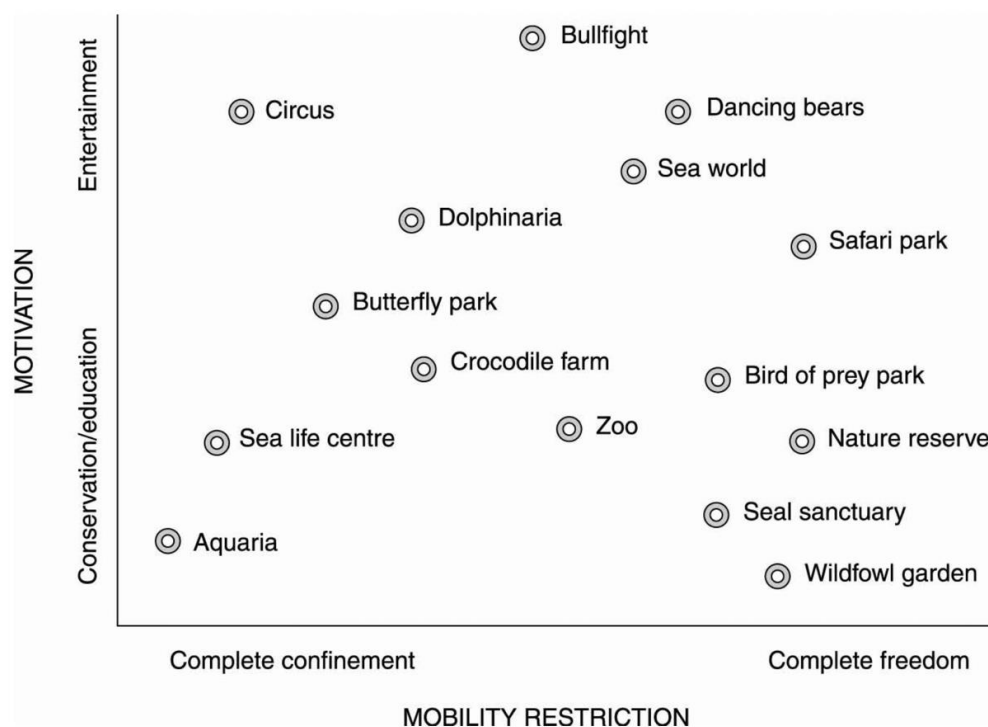 Entertainment
Conservation/education
MOTIVATION
Bullfight
Circus
Dancing bears
Sea world
Dolphinaria
Safari park
Butterfly park
Crocodile farm
Bird of prey park
Zoo
Sea life centre
Nature reserve
Seal sanctuary
Aquaria
Wildfowl garden
Complete confinement
Complete freedom
MOBILITY RESTRICTION